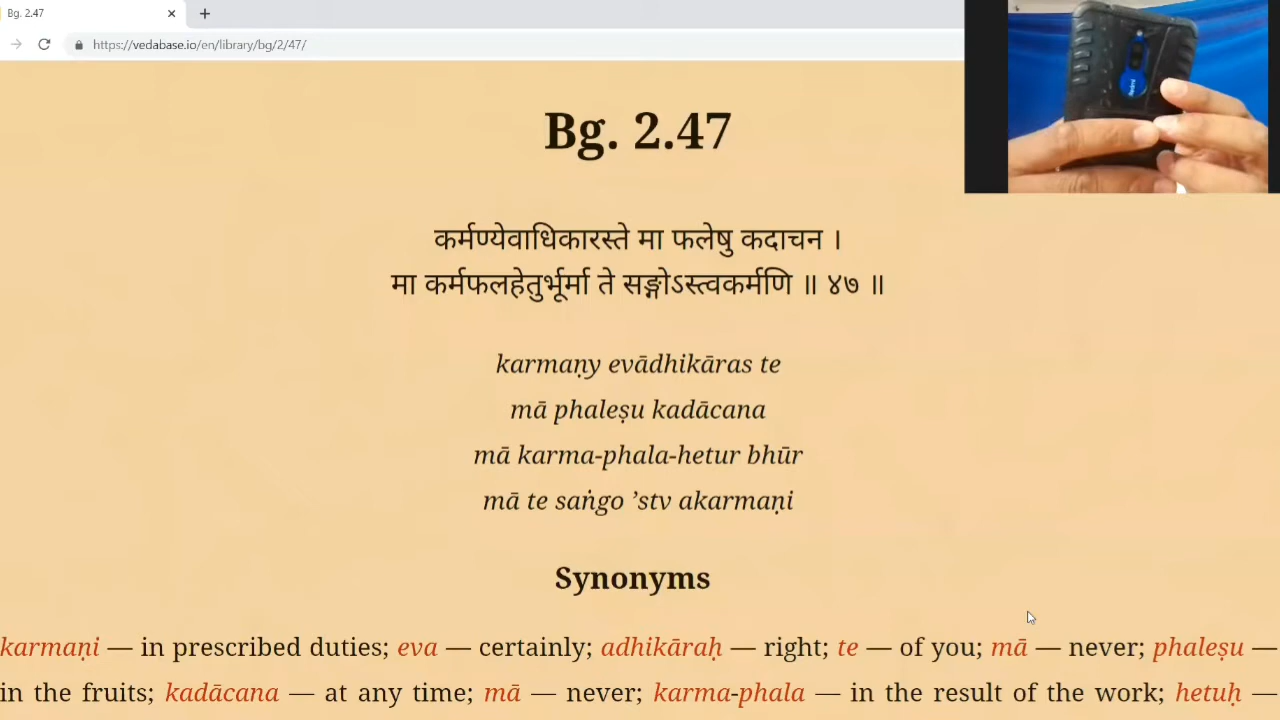 Bg. 2.47
https://vedabase.io/en/library/bg/2/47/
Bg. 2.47
कर्मण्येवाधिकारस्ते मा फलेषु कदाचन ।
मा कर्मफलहेतुर्भूर्मा ते सङ्गोऽस्त्वकर्मणि ॥ ४७ ॥
karmaṇy evādhikāras te
mā phaleṣu kadācana
mā karma-phala-hetur bhūr
mā te saṅgo ’stv akarmaṇi
Synonyms
karmaṇi — in prescribed duties; eva — certainly; adhikāraḥ — right; te — of you; mā — never; phaleṣu —
in the fruits; kadācana — at any time; mā — never; karma-phala — in the result of the work; hetuḥ —